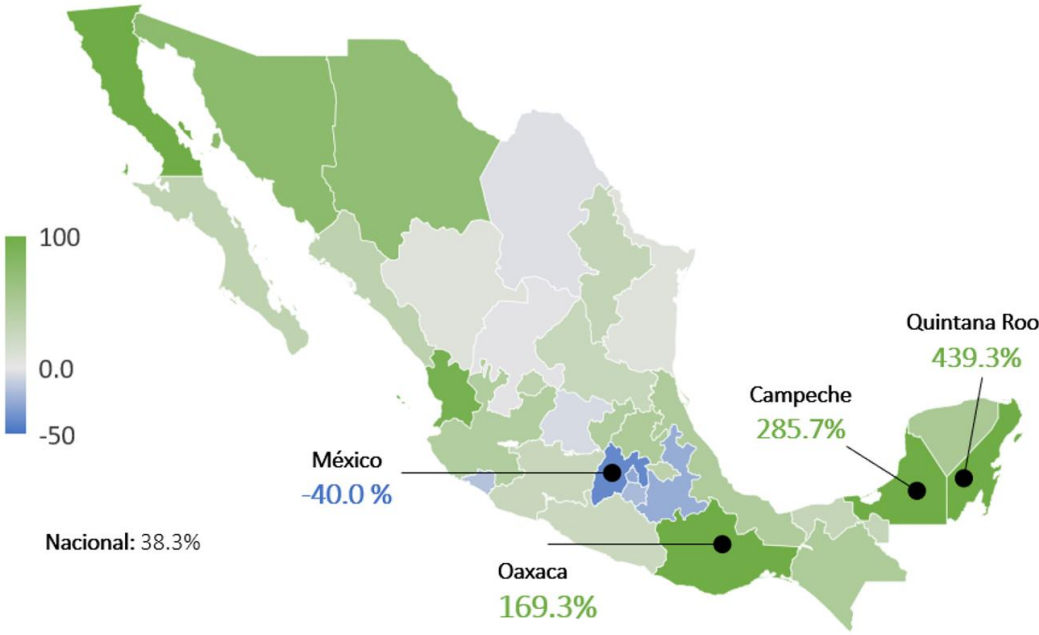 100
0.0
-50
Quintana Roo
439.3%
Campeche
285.7%
México
-40.0 %
Nacional: 38.3%
Oaxaca
169.3%